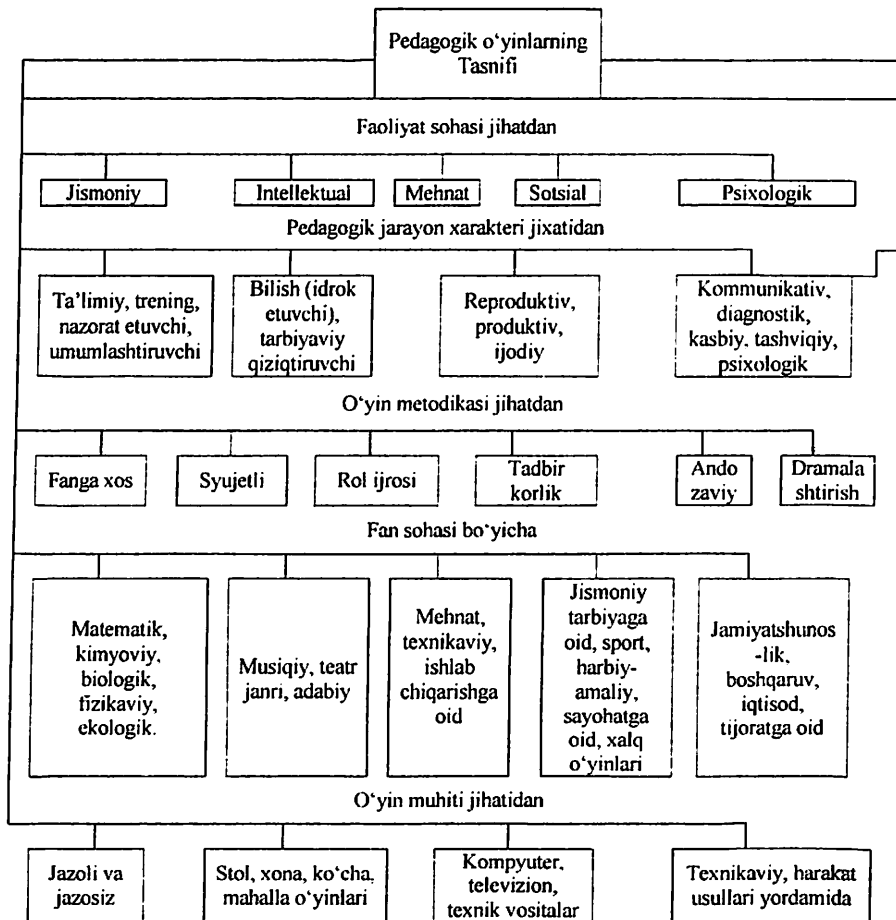 Pedagogik o‘yinlarning
Tasnifi
Faoliyat sohasi jihatdan
Jismoniy
Intellektual
Mehnat
Sotsial
Psixologik
Pedagogik jarayon xarakteri jixatidan
Ta’limiy, trening,
nazorat etuvchi,
umumlashtiruvchi
Bilish (idrok
etuvchi),
tarbiyaviy
qiziqtiruvchi
Reproduktiv,
produktiv,
ijodiy
Kommunikativ,
diagnostik,
kasbiy, tashviqiy,
psixologik
O‘yin metodikasi jihatdan
Fanga xos
Syujetli
Rol ijrosi
Tadbir
korlik
Ando
zaviy
Dramala
shtirish
Fan sohasi bo‘yicha
Matematik,
kimyoviy,
biologik,
fizikaviy,
ekologik.
Musiqiy, teatr
janri, adabiy
Mehnat,
texnikaviy,
ishlab
chiqarishga
oid
Jismoniy
tarbiyaga
oid, sport,
harbiy-
amaliy,
sayohatga
oid, xalq
o‘yinlari
Jamiyatshunos
-lik,
boshqaruv,
iqtisod,
tijoratga oid
O‘yin muhiti jihatidan
Jazoli va
jazosiz
Stol, xona, ko‘cha,
mahalla o‘yinlari
Kompyuter,
televizion,
texnik vositalar
Texnikaviy, harakat
usullari yordamida